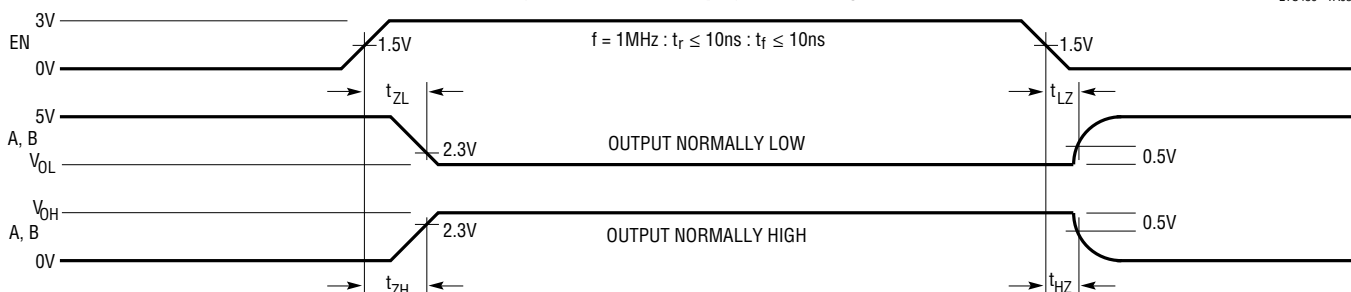 3V
EN
0V
1.5V
f = 1MHz : tr ≤ 10ns : tf ≤ 10ns
1.5V
tZL
tLZ
5V
A, B
VOL
2.3V
OUTPUT NORMALLY LOW
0.5V
VOH
A, B
0V
2.3V
OUTPUT NORMALLY HIGH
0.5V
tZH
tHZ